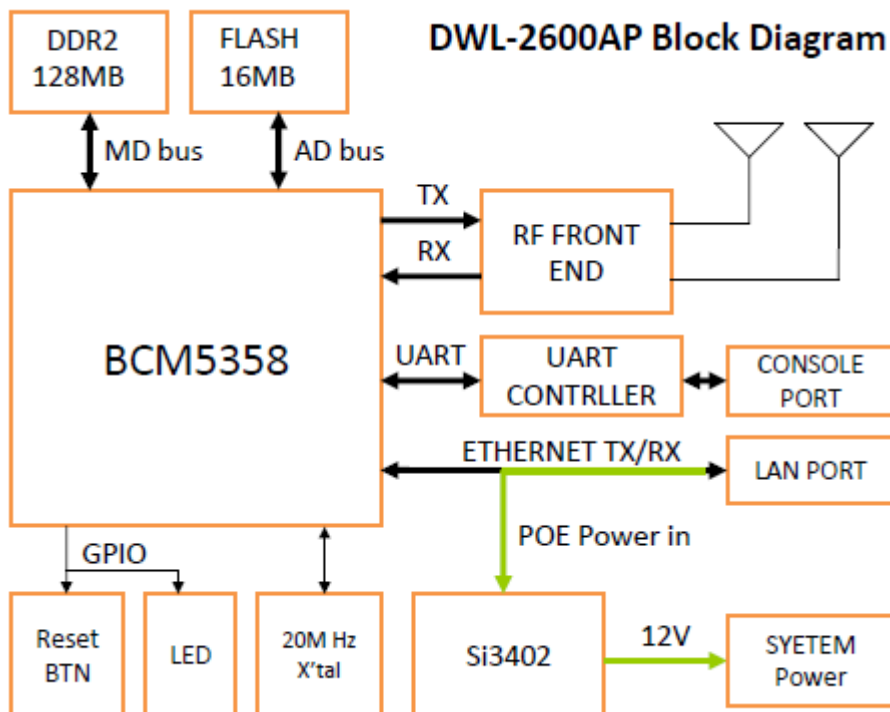 DWL-2600AP Block Diagram
DDR2
128MB
FLASH
16MB
MD bus
AD bus
TX
RX
RF FRONT
END
BCM5358
UART
UART
CONTRLLER
CONSOLE
PORT
ETHERNET TX/RX
LAN PORT
POE Power in
GPIO
Reset
BTN
LED
20M Hz
X'tal
Si3402
12V
SYETEM
Power